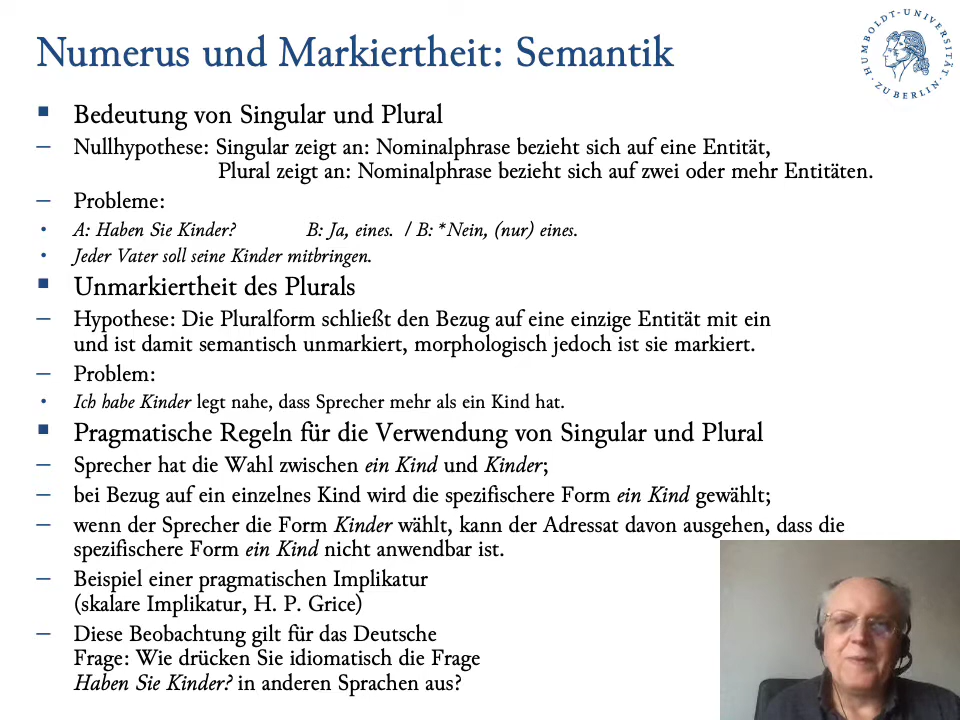 Numerus und Markiertheit: Semantik
HUMBOLDT-UNIVERSITÄT ZU BERLIN
Bedeutung von Singular und Plural
– Nullhypothese: Singular zeigt an: Nominalphrase bezieht sich auf eine Entität,
Plural zeigt an: Nominalphrase bezieht sich auf zwei oder mehr Entitäten.
– Probleme:
• A: Haben Sie Kinder? B: Ja, eines. / B: *Nein, (nur) eines.
• Jeder Vater soll seine Kinder mitbringen.
Unmarkiertheit des Plurals
– Hypothese: Die Pluralform schließt den Bezug auf eine einzige Entität mit ein
und ist damit semantisch unmarkiert, morphologisch jedoch ist sie markiert.
– Problem:
• Ich habe Kinder legt nahe, dass Sprecher mehr als ein Kind hat.
Pragmatische Regeln für die Verwendung von Singular und Plural
– Sprecher hat die Wahl zwischen ein Kind und Kinder;
– bei Bezug auf ein einzelnes Kind wird die spezifischere Form ein Kind gewählt;
– wenn der Sprecher die Form Kinder wählt, kann der Adressat davon ausgehen, dass die
spezifischere Form ein Kind nicht anwendbar ist.
– Beispiel einer pragmatischen Implikatur
(skalare Implikatur, H. P. Grice)
– Diese Beobachtung gilt für das Deutsche
Frage: Wie drücken Sie idiomatisch die Frage
Haben Sie Kinder? in anderen Sprachen aus?